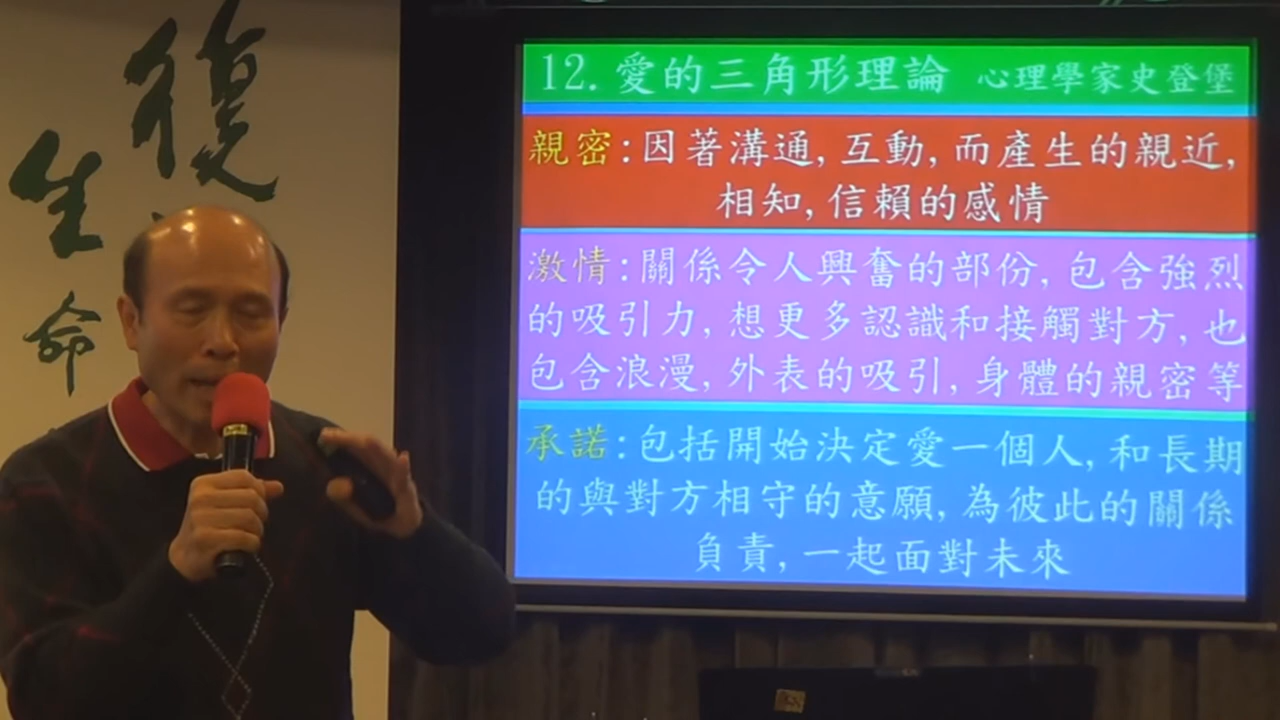 復
生
命
12. 愛的三角形理論 心理學家史登堡
親密:因著溝通,互動,而產生的親近,
相知,信賴的感情
激情:關係令人興奮的部份,包含強烈
的吸引力,想更多認識和接觸對方,也
包含浪漫,外表的吸引,身體的親密等
承諾:包括開始決定愛一個人,和長期
的與對方相守的意願,為彼此的關係
負責,一起面對未來